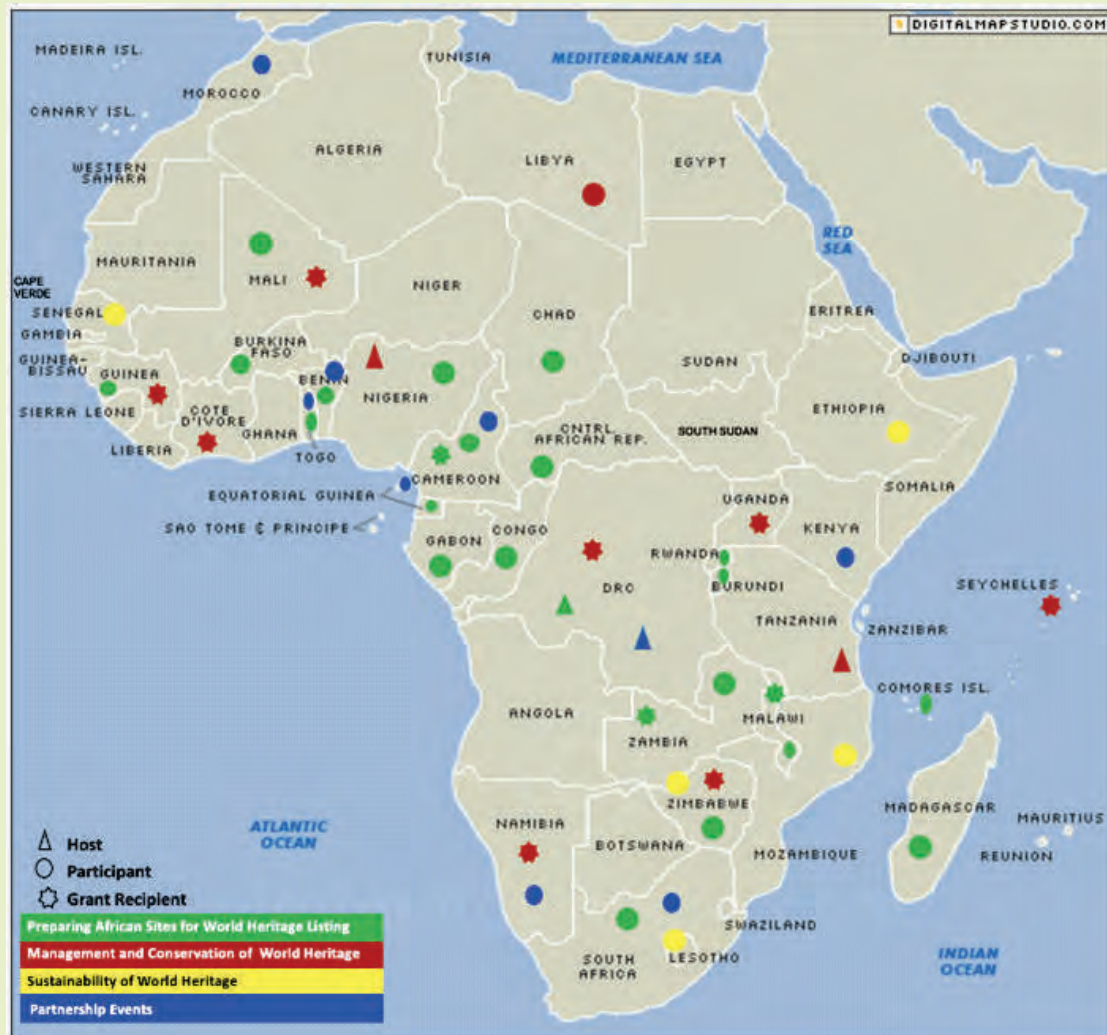 DIGITALMAPSTUDIO.COM
MADEIRA ISL.
TUNISIA
MEDITERRANEAN SEA
MOROCCO
CANARY ISL.
ALGERIA
LIBYA
EGYPT
WESTERN
SAHARA
RED
SEA
MAURITANIA
MALI
NIGER
CAPE
VERDE
SENEGAL
CHAD
ERITREA
GAMBIA
BURKINA
FASO
SUDAN
DJIBOUTI
GUINEA-
BISSAU
GUINEA
BENIN
NIGERIA
SIERRA LEONE
COTE
D'IVORE
ETHIOPIA
GHANA
CNTRL.
AFRICAN REP.
SOUTH SUDAN
LIBERIA
TOGO
CAMEROON
SOMALIA
EQUATORIAL GUINEA
UGANDA
KENYA
SAO TOME & PRINCIPE
GABON
CONGO
RWANDA
DRC
BURUNDI
SEYCHELLES
TANZANIA
ZANZIBAR
COMORES ISL.
ANGOLA
MALAWI
ZAMBIA
ZIMBABWE
MADAGASCAR
MAURITIUS
ATLANTIC
OCEAN
NAMIBIA
BOTSWANA
MOZAMBIQUE
REUNION
SWAZILAND
SOUTH
AFRICA
LESOTHO
INDIAN
OCEAN
Host
Participant
Grant Recipient
Preparing African Sites for World Heritage Listing
Management and Conservation of World Heritage
Sustainability of World Heritage
Partnership Events